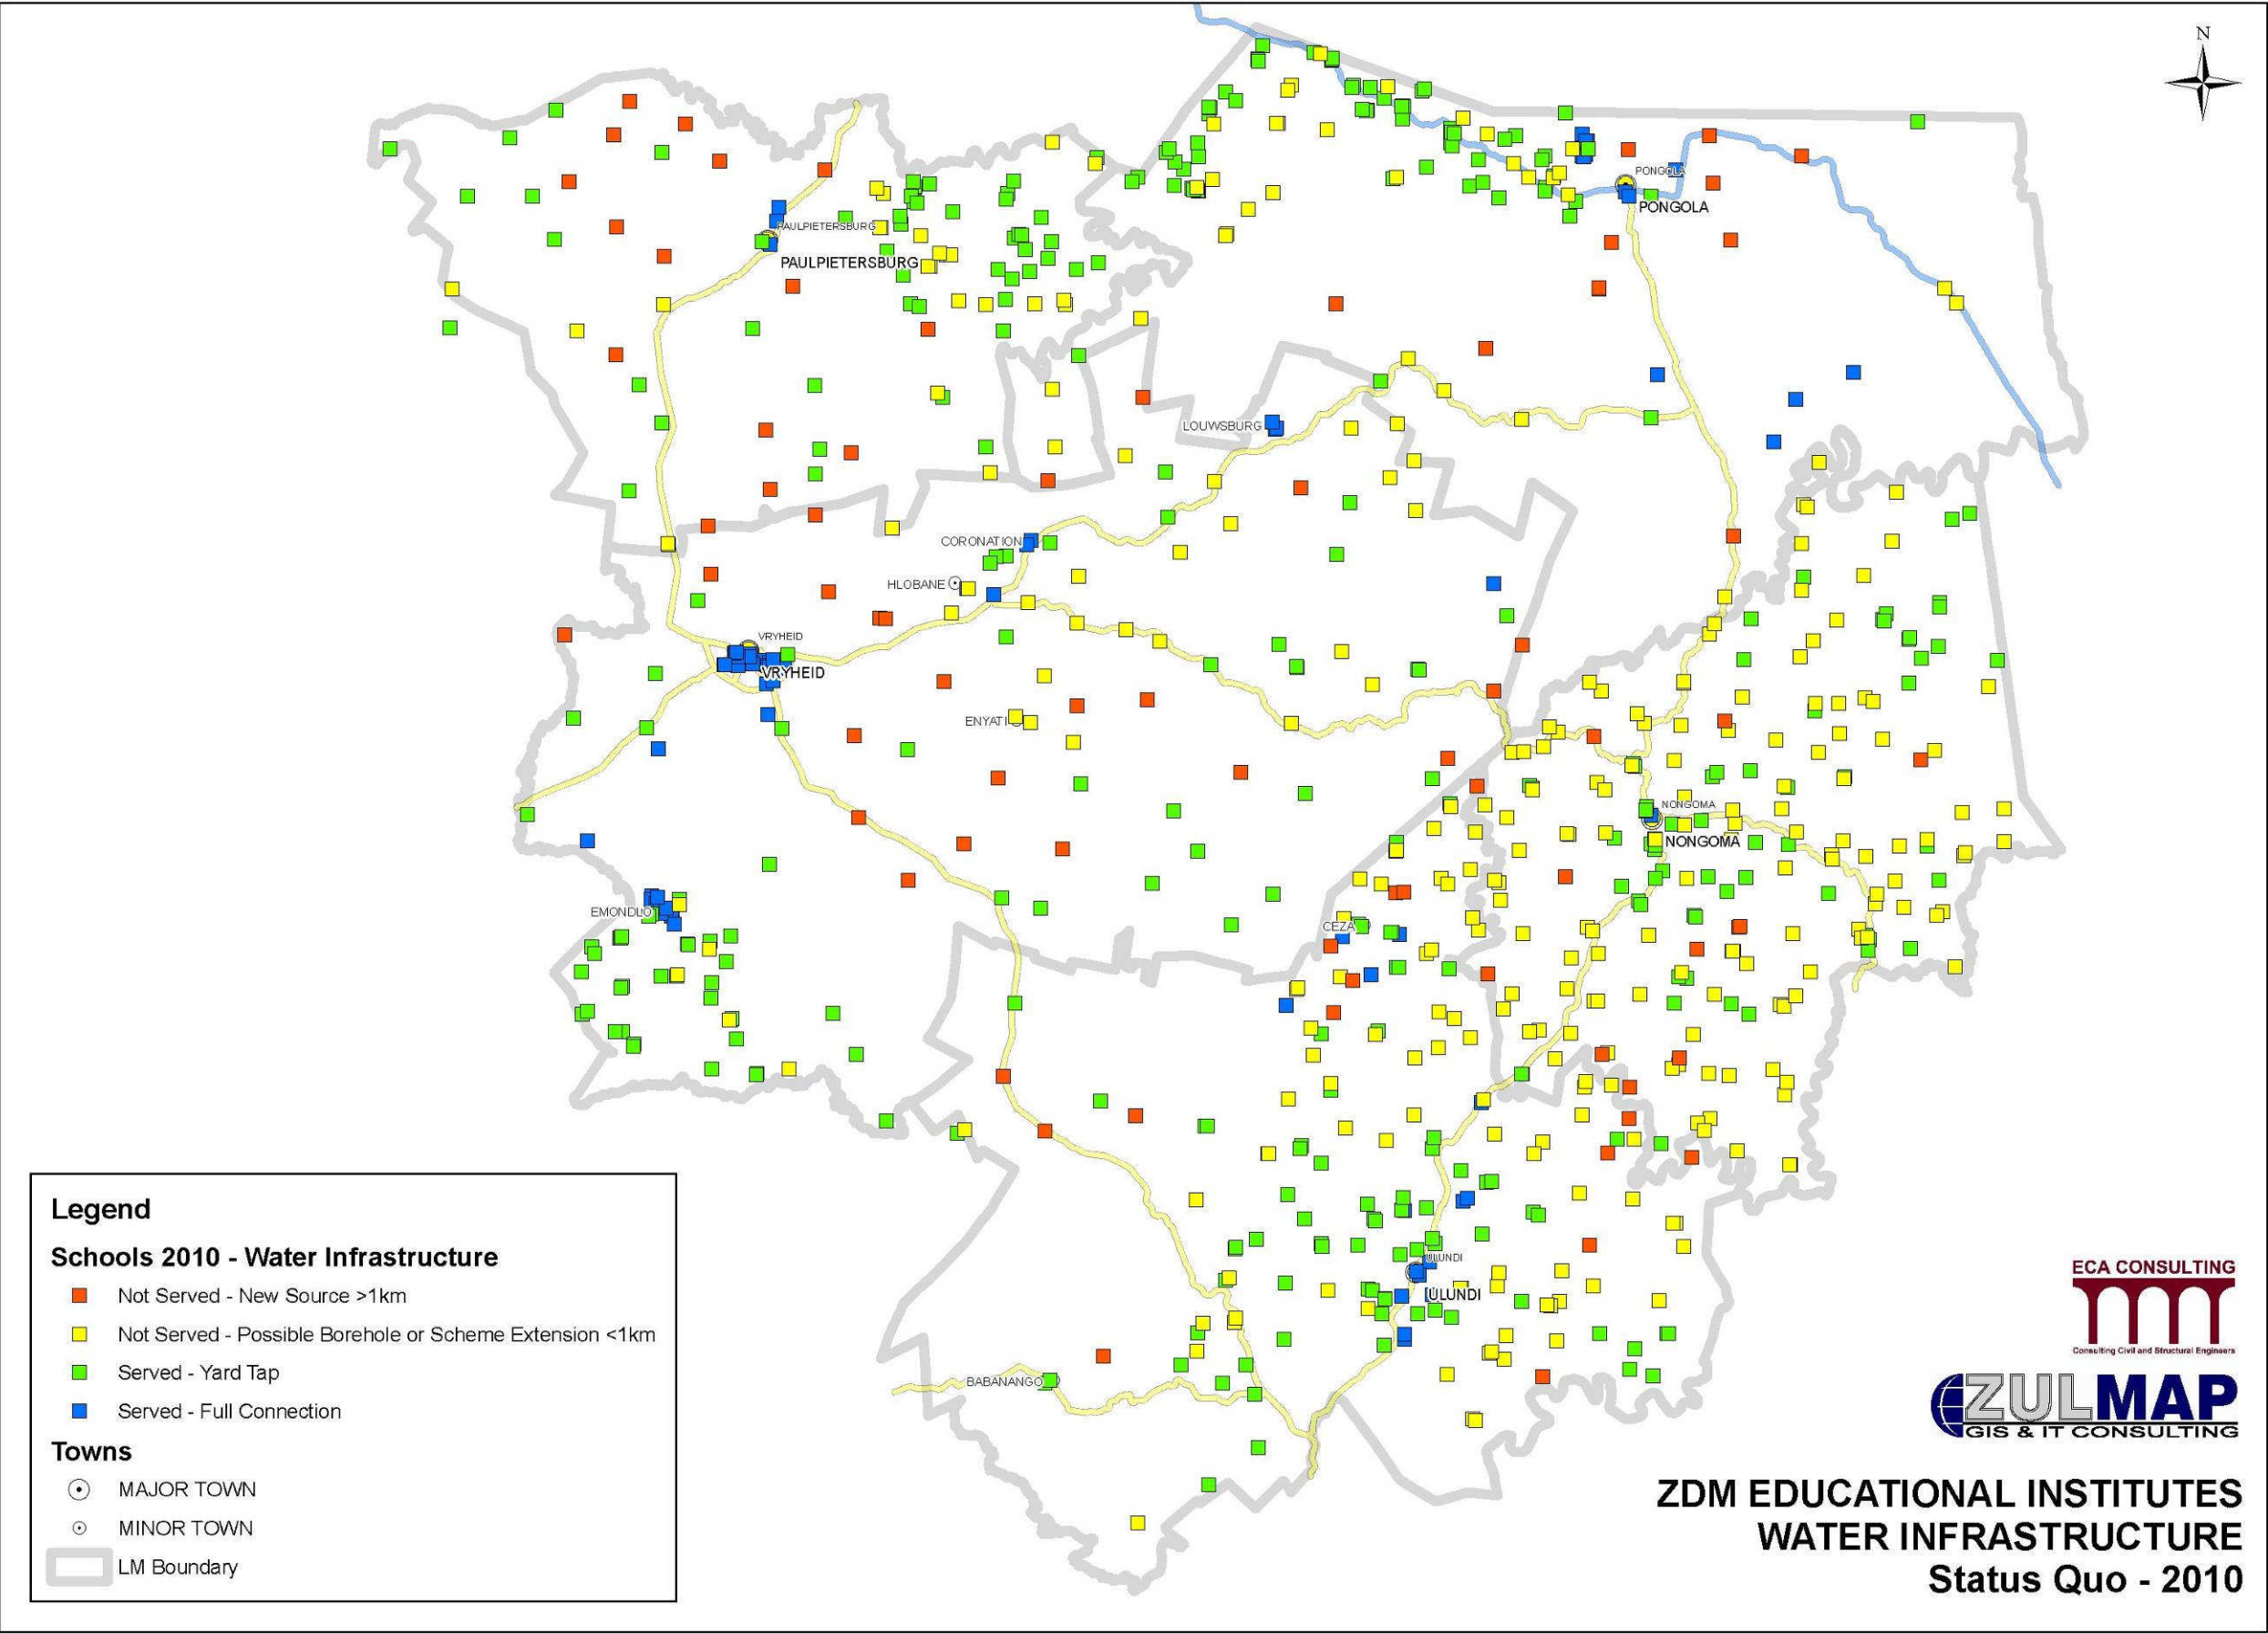 N
PONGOLA
PONGOLA
PAULPIETERSBURG
PAULPIETERSBURG
LOUWSBURG
CORONATION
HLOBANE
VRYHEID
VRYHEID
ENYATI
NONGOMA
NONGOMA
EMONDLO
CEZA
ULUNDI
ULUNDI
BABANANGO
Legend
Schools 2010 - Water Infrastructure
Not Served - New Source >1km
Not Served - Possible Borehole or Scheme Extension <1km
Served - Yard Tap
Served - Full Connection
Towns
MAJOR TOWN
MINOR TOWN
LM Boundary
ECA CONSULTING
Consulting Civil and Structural Engineers
ZULMAP
GIS & IT CONSULTING
ZDM EDUCATIONAL INSTITUTES
WATER INFRASTRUCTURE
Status Quo - 2010